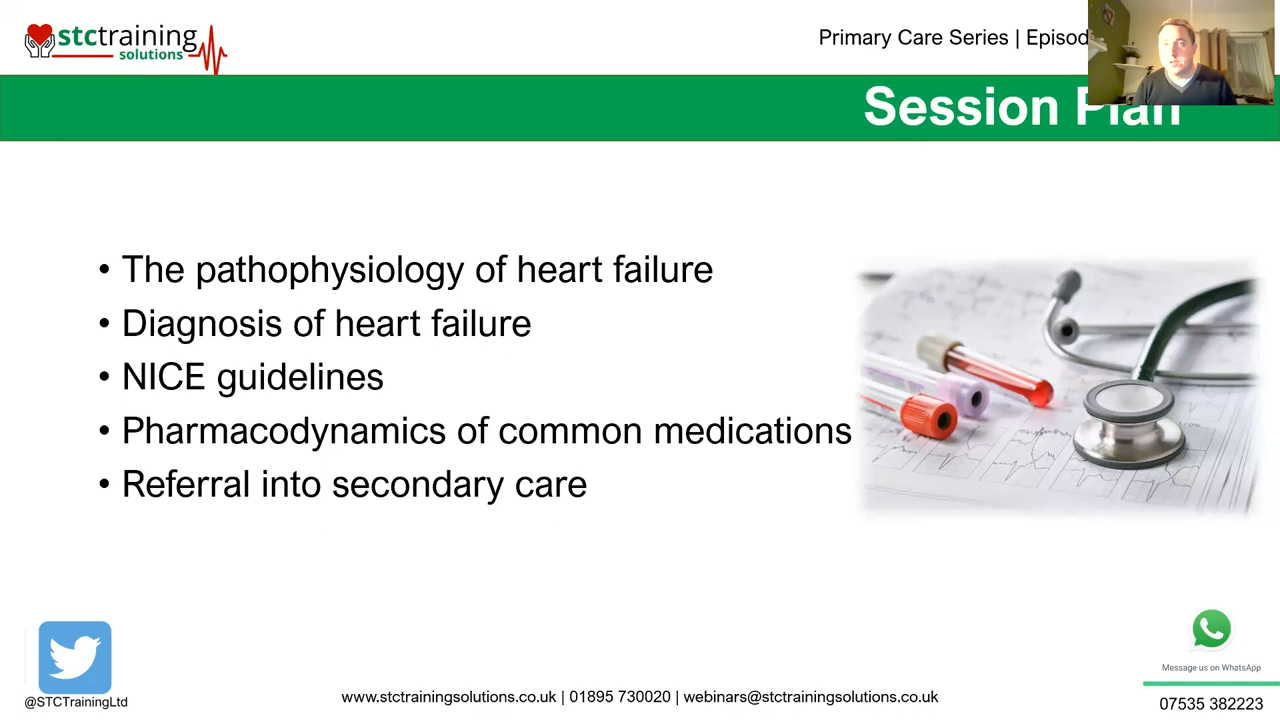 stctraining
solutions
Primary Care Series | Episod
Session Plan
• The pathophysiology of heart failure
• Diagnosis of heart failure
• NICE guidelines
• Pharmacodynamics of common medications
• Referral into secondary care
Message us on WhatsApp
@STCTrainingLtd
www.stctrainingsolutions.co.uk | 01895 730020 | webinars@stctrainingsolutions.co.uk
07535 382223